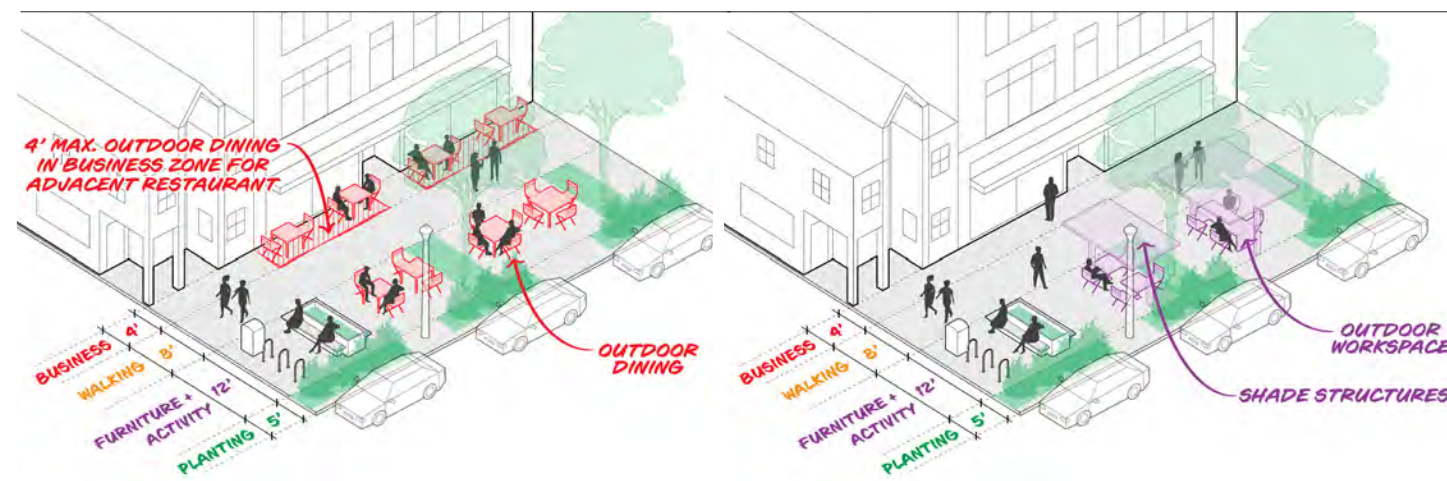 4' MAX. OUTDOOR DINING
IN BUSINESS ZONE FOR
ADJACENT RESTAURANT
OUTDOOR
DINING
BUSINESS 4'
WALKING 8'
FURNITURE +
ACTIVITY 12'
PLANTING 5'
OUTDOOR
WORKSPACE
SHADE STRUCTURES
BUSINESS 4'
WALKING 8'
FURNITURE +
ACTIVITY 12'
PLANTING 5'